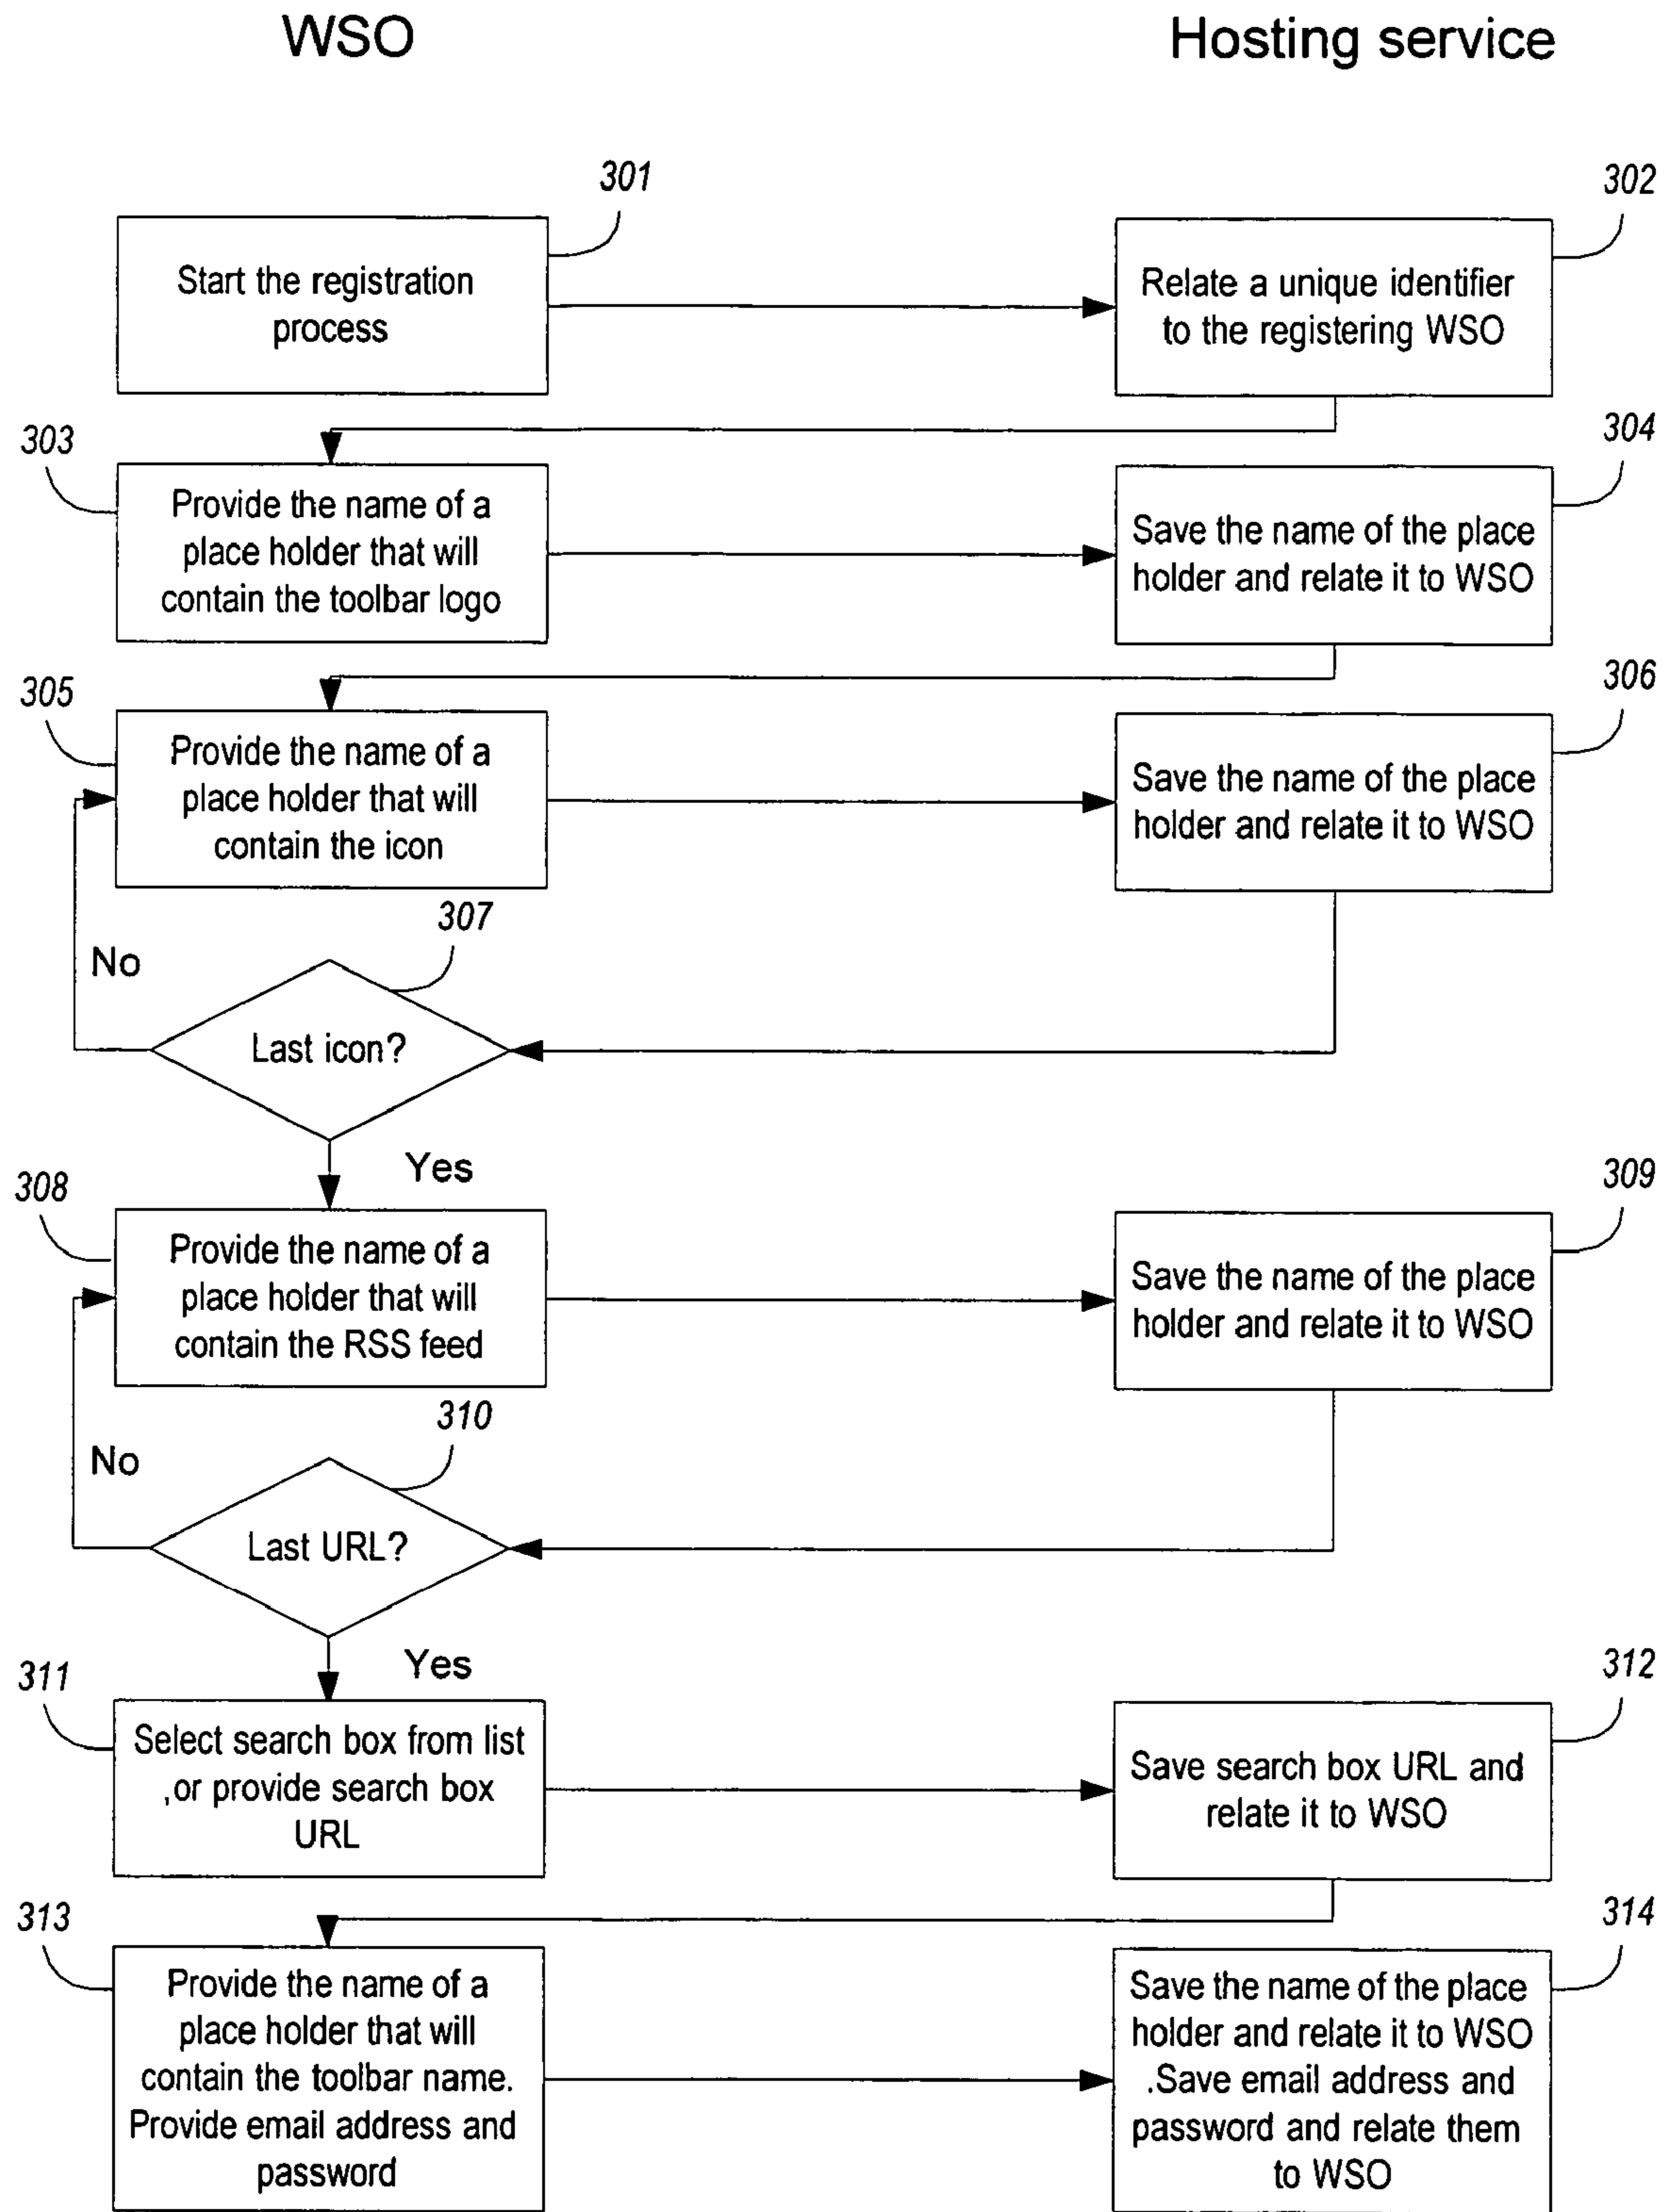 WSO
Hosting service
301
302
Start the registration
process
Relate a unique identifier
to the registering WSO
303
304
Provide the name of a
place holder that will
contain the toolbar logo
Save the name of the place
holder and relate it to WSO
305
306
Provide the name of a
place holder that will
contain the icon
Save the name of the place
holder and relate it to WSO
307
No
Last icon?
Yes
308
309
Provide the name of a
place holder that will
contain the RSS feed
Save the name of the place
holder and relate it to WSO
310
No
Last URL?
Yes
311
312
Select search box from list
,or provide search box
URL
Save search box URL and
relate it to WSO
313
314
Provide the name of a
place holder that will
contain the toolbar name.
Provide email address and
password
Save the name of the place
holder and relate it to WSO
.Save email address and
password and relate them
to WSO